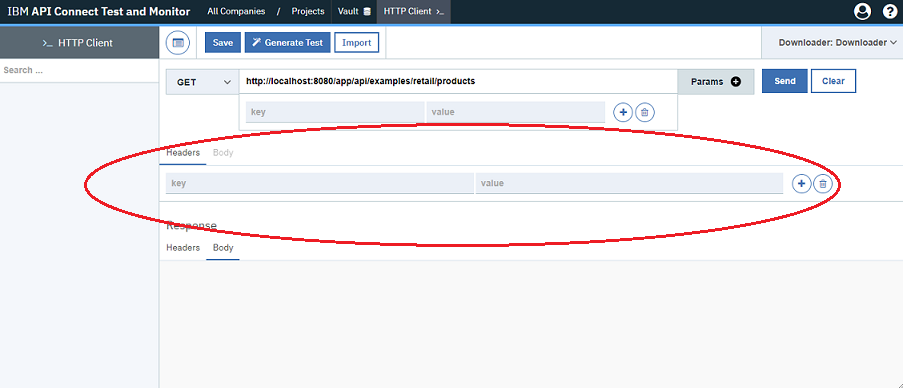 IBM API Connect Test and Monitor All Companies / Projects Vault HTTP Client >_ ?
>_ HTTP Client Save Generate Test Import Downloader: Downloader
Search ...
GET http://localhost:8080/app/api/examples/retail/products Params Send Clear
key value
Headers Body
key value
Response
Headers Body